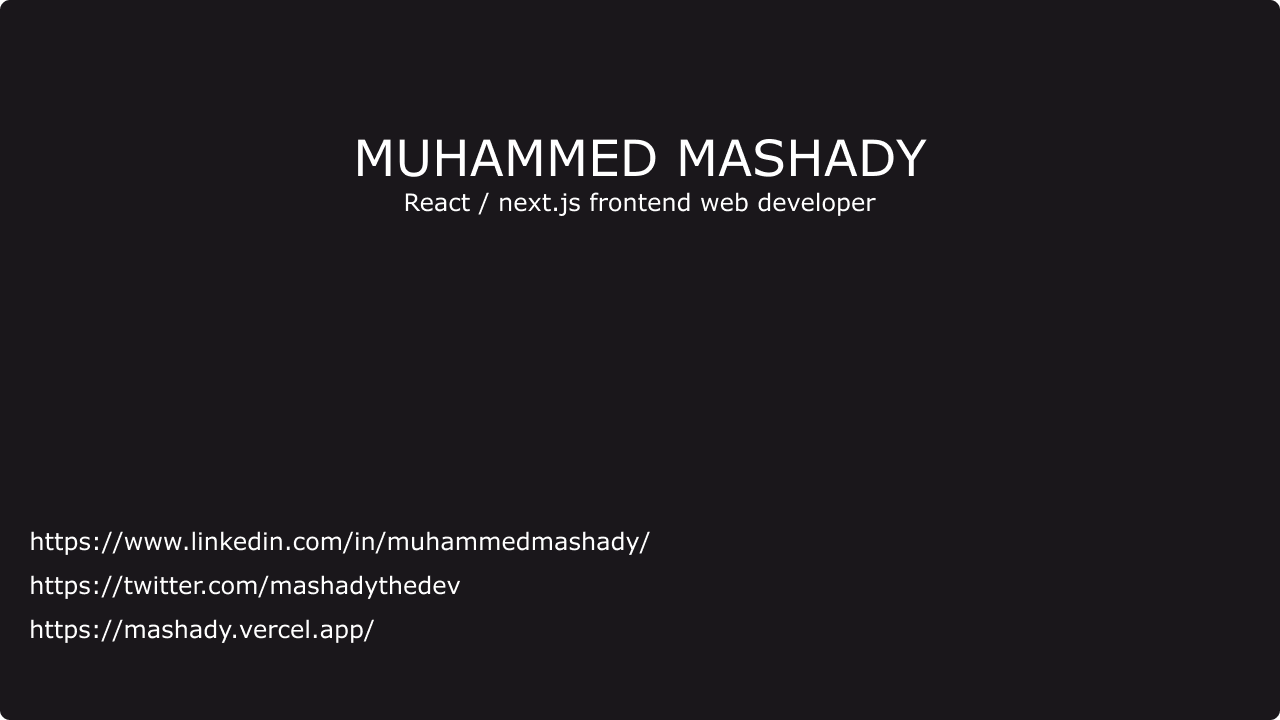 MUHAMMED MASHADY
React / next.js frontend web developer
https://www.linkedin.com/in/muhammedmashady/
https://twitter.com/mashadythedev
https://mashady.vercel.app/